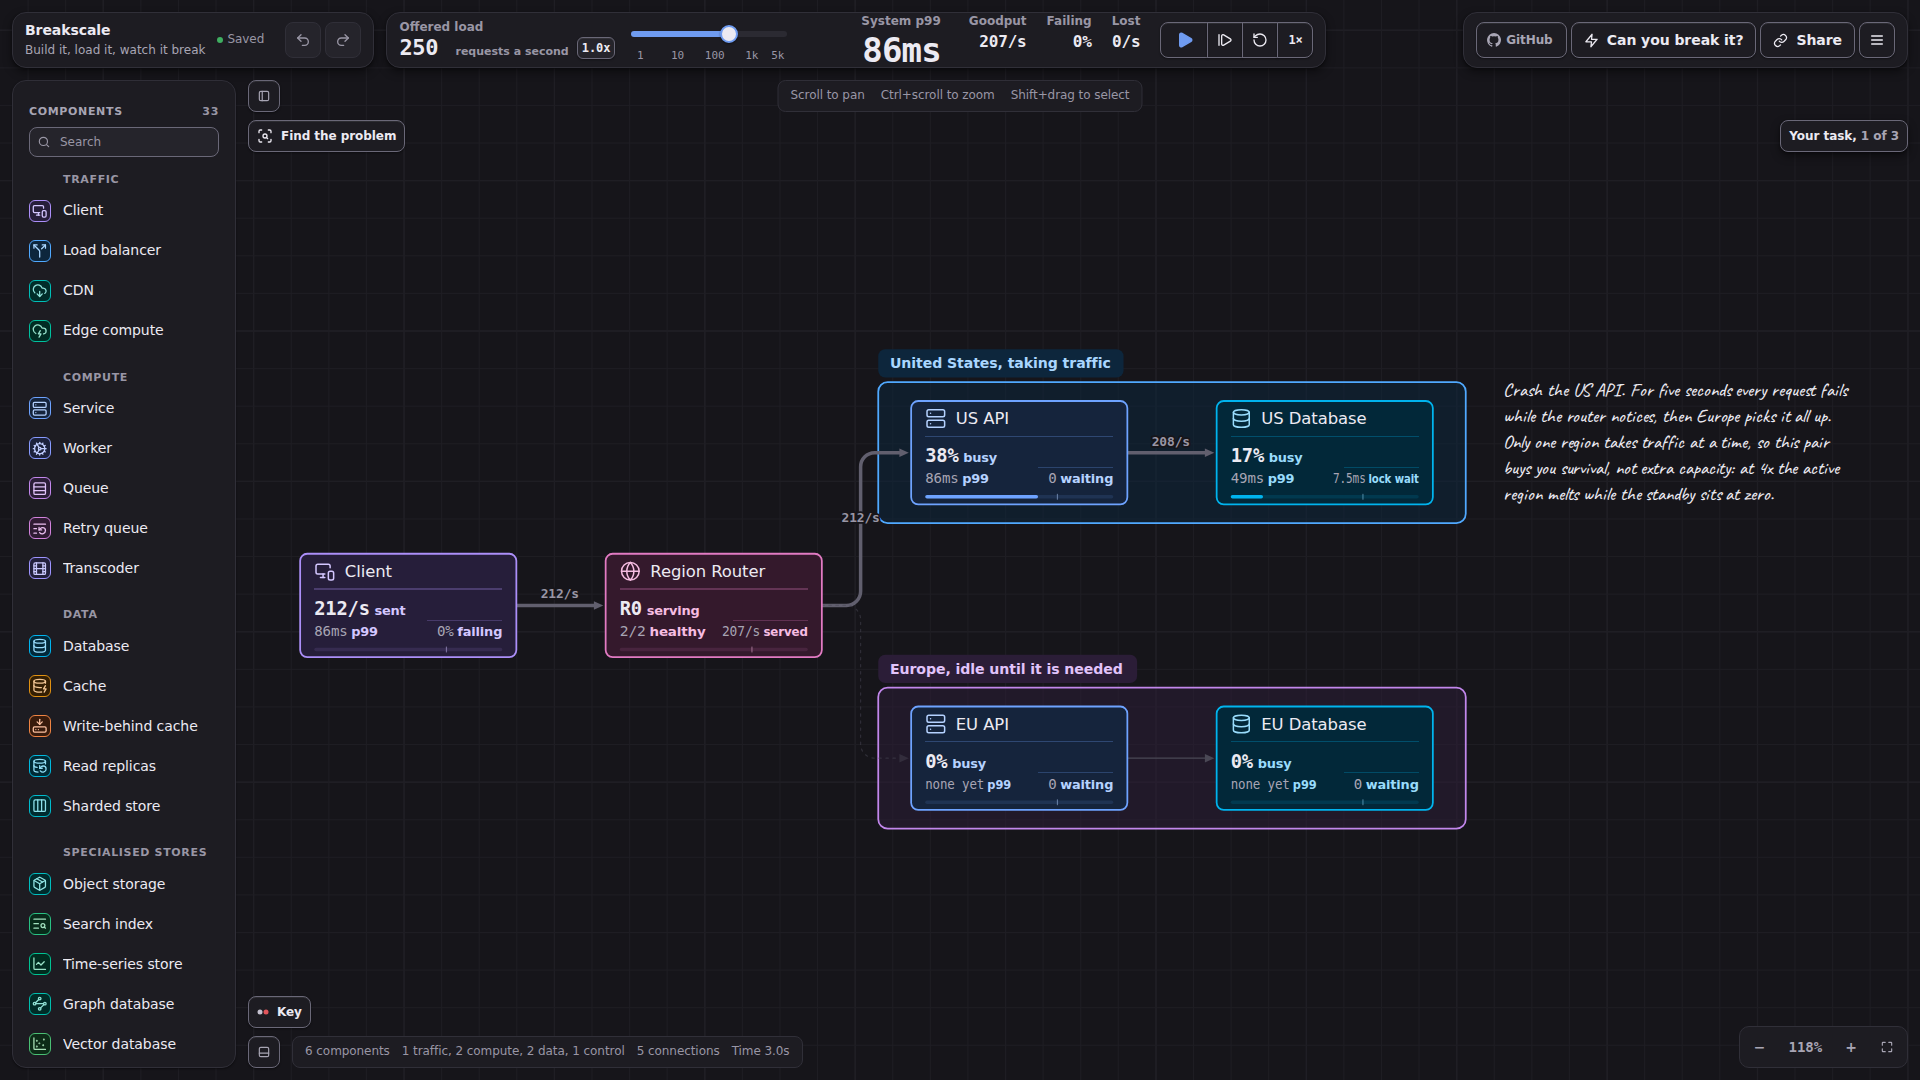 Breakscale
Build it, load it, watch it break
Saved
Offered load
250 requests a second 1.0x
1 10 100 1k 5k
System p99
86ms
Goodput
207/s
Failing
0%
Lost
0/s
1×
GitHub
Can you break it?
Share
COMPONENTS 33
Search
TRAFFIC
Client
Load balancer
CDN
Edge compute
COMPUTE
Service
Worker
Queue
Retry queue
Transcoder
DATA
Database
Cache
Write-behind cache
Read replicas
Sharded store
SPECIALISED STORES
Object storage
Search index
Time-series store
Graph database
Vector database
Scroll to pan Ctrl+scroll to zoom Shift+drag to select
Find the problem
Your task, 1 of 3
United States, taking traffic
US API
38% busy
86ms p99 0 waiting
208/s
US Database
17% busy
49ms p99 7.5ms lock wait
Crash the US API. For five seconds every request fails
while the router notices, then Europe picks it all up.
Only one region takes traffic at a time, so this pair
buys you survival, not extra capacity: at 4x the active
region melts while the standby sits at zero.
212/s
Client
212/s sent
86ms p99 0% failing
212/s
Region Router
R0 serving
2/2 healthy 207/s served
Europe, idle until it is needed
EU API
0% busy
none yet p99 0 waiting
EU Database
0% busy
none yet p99 0 waiting
Key
6 components 1 traffic, 2 compute, 2 data, 1 control 5 connections Time 3.0s
− 118% +